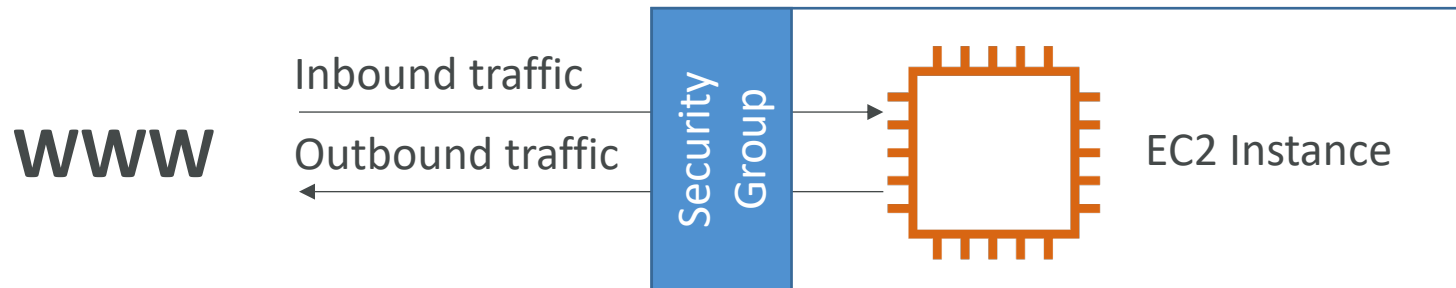 WWW
Inbound traffic
Outbound traffic
Security
Group
EC2 Instance